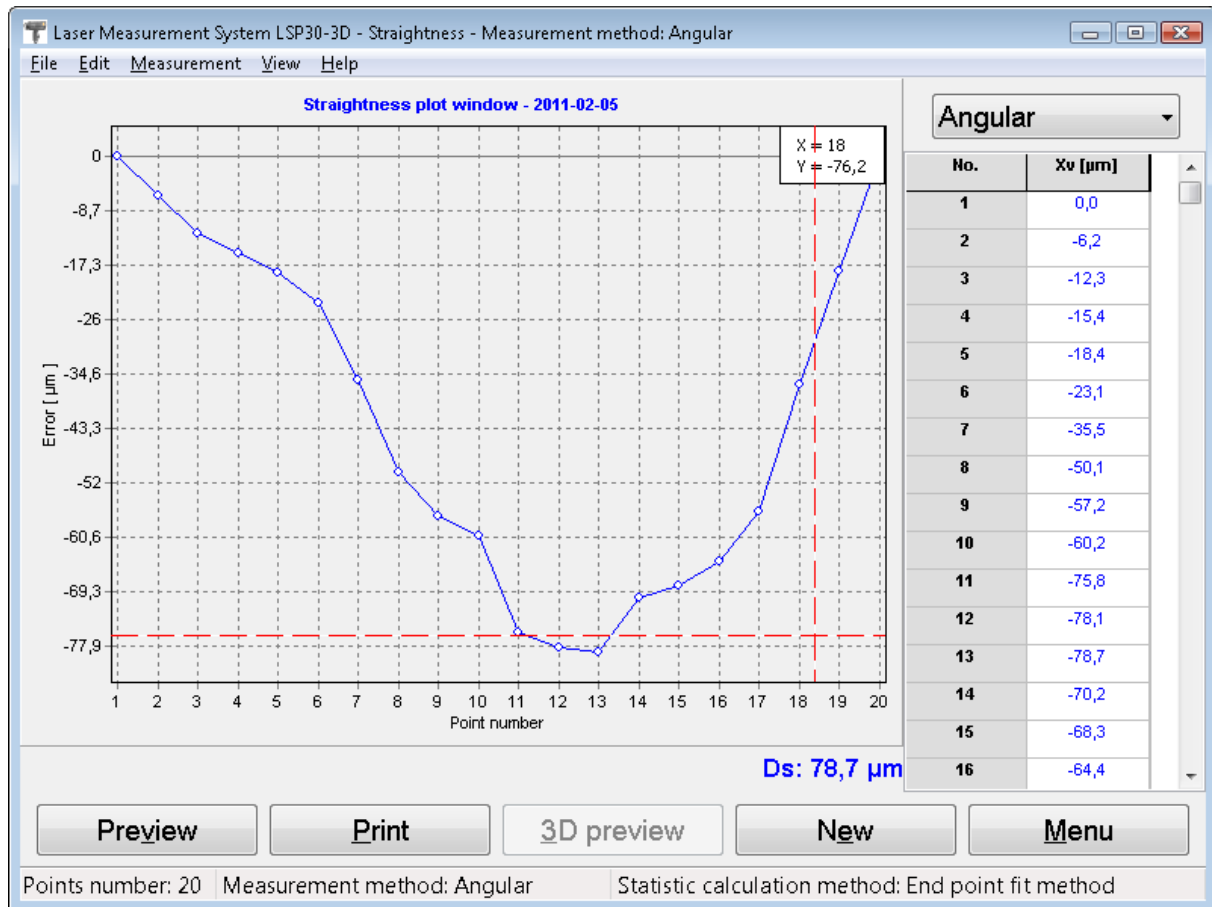 Laser Measurement System LSP30-3D - Straightness - Measurement method: Angular
File Edit Measurement View Help
Straightness plot window - 2011-02-05
X = 18
Y = -76,2
0
-8,7
-17,3
-26
-34,6
-43,3
-52
-60,6
-69,3
-77,9
Error [ µm ]
1 2 3 4 5 6 7 8 9 10 11 12 13 14 15 16 17 18 19 20
Point number
Ds: 78,7 µm
Angular
No. Xv [µm]
1 0,0
2 -6,2
3 -12,3
4 -15,4
5 -18,4
6 -23,1
7 -35,5
8 -50,1
9 -57,2
10 -60,2
11 -75,8
12 -78,1
13 -78,7
14 -70,2
15 -68,3
16 -64,4
Preview Print 3D preview New Menu
Points number: 20 Measurement method: Angular Statistic calculation method: End point fit method